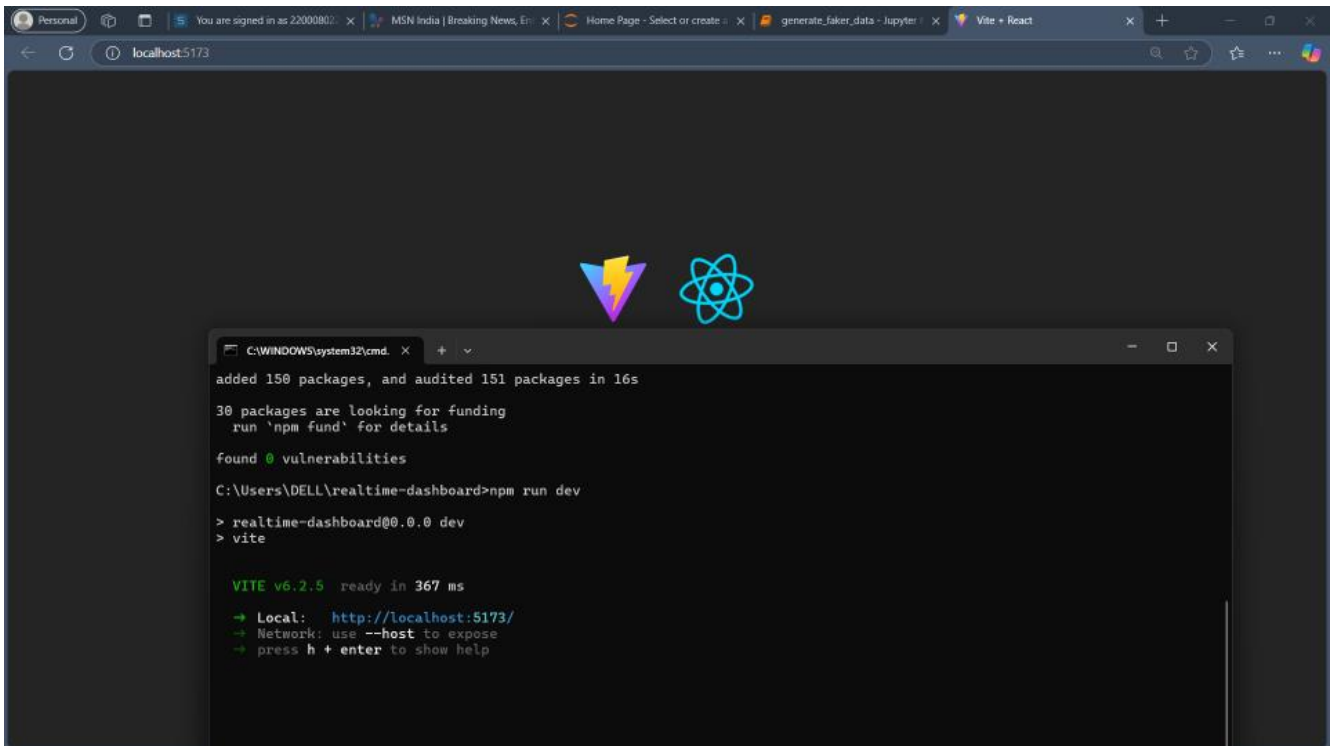 Personal
You are signed in as 22000802
MSN India | Breaking News, En
Home Page - Select or create a
generate_faker_data - Jupyter
Vite + React
localhost:5173
C:\WINDOWS\system32\cmd.
added 150 packages, and audited 151 packages in 16s
30 packages are looking for funding
run `npm fund` for details
found 0 vulnerabilities
C:\Users\DELL\realtime-dashboard>npm run dev
> realtime-dashboard@0.0.0 dev
> vite
VITE v6.2.5 ready in 367 ms
➜ Local: http://localhost:5173/
➜ Network: use --host to expose
➜ press h + enter to show help